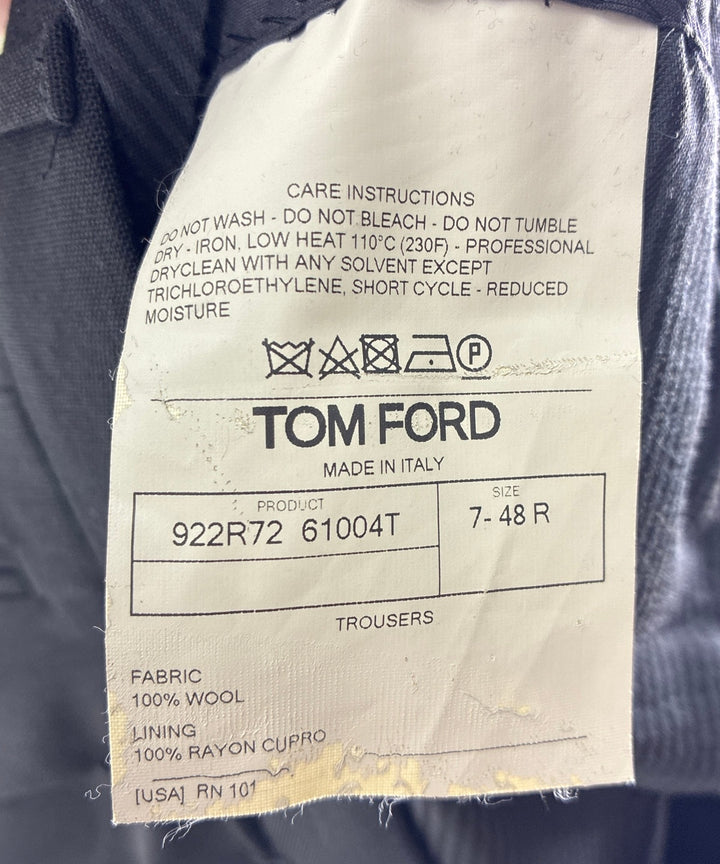 CARE INSTRUCTIONS
DO NOT WASH - DO NOT BLEACH - DO NOT TUMBLE
DRY - IRON, LOW HEAT 110°C (230F) - PROFESSIONAL
DRYCLEAN WITH ANY SOLVENT EXCEPT
TRICHLOROETHYLENE, SHORT CYCLE - REDUCED
MOISTURE
P
TOM FORD
MADE IN ITALY
PRODUCT
922R72 61004T
SIZE
7- 48 R
TROUSERS
FABRIC
100% WOOL
LINING
100% RAYON CUPRO
[USA] RN 101